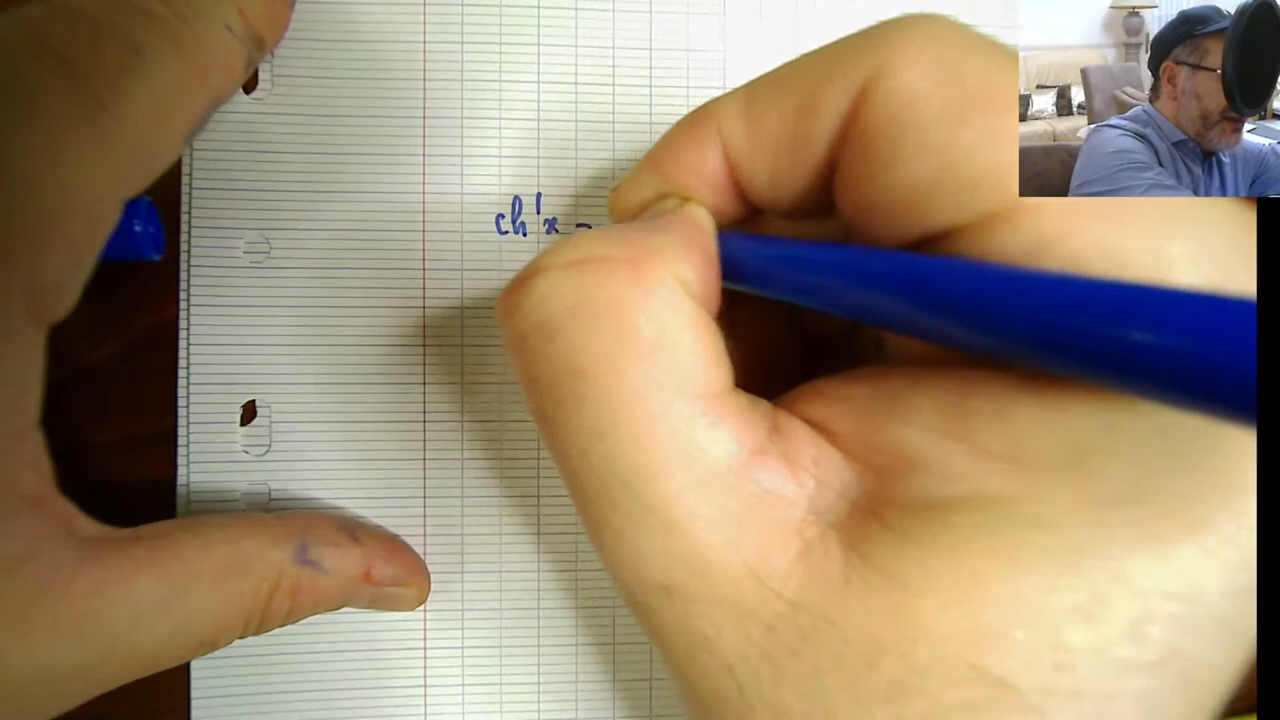 ch'x =